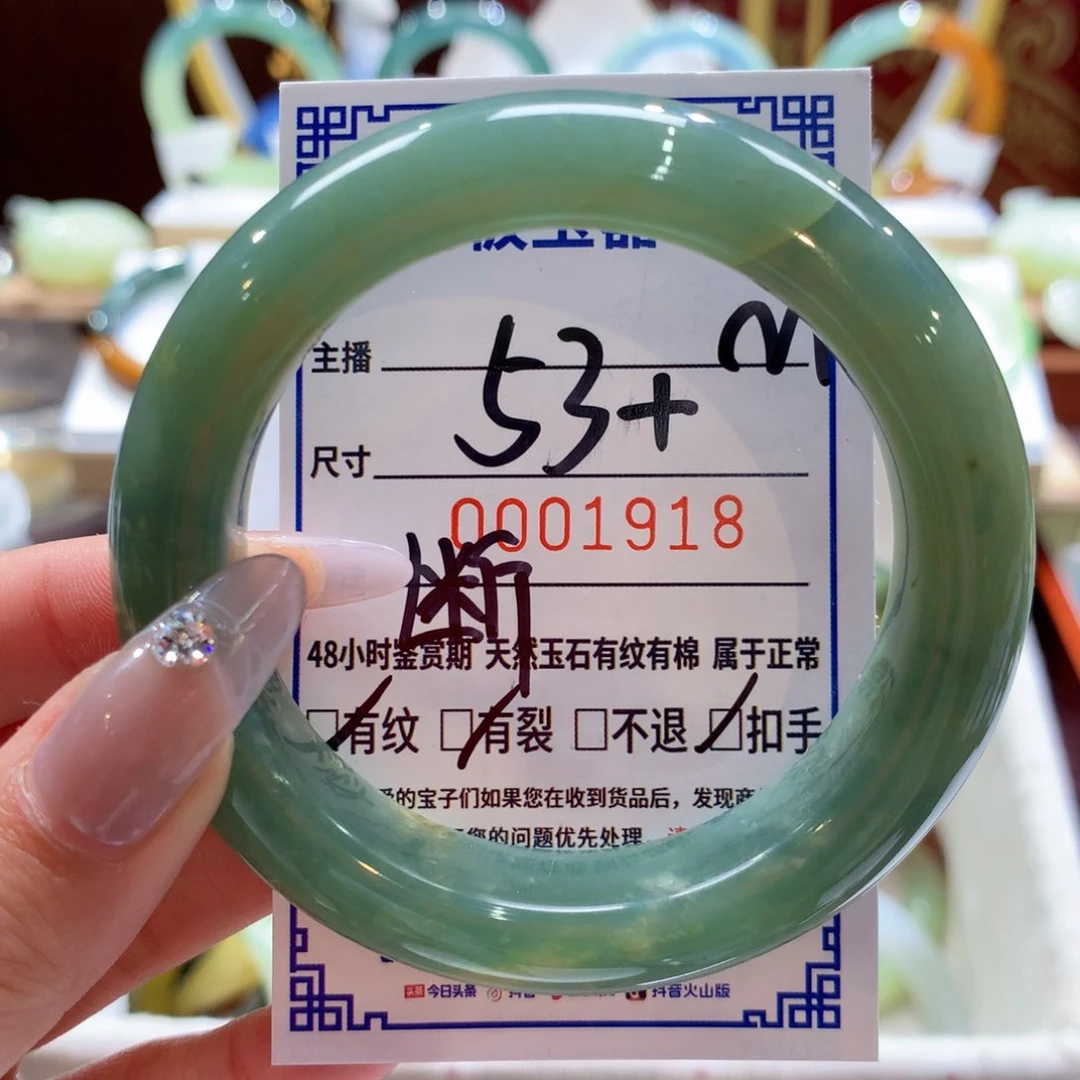 主播
53+
尺寸
0001918
断
48小时鉴赏期 天然玉石有纹有棉 属于正常
□有纹 □有裂 □不退 □扣手
的宝子们如果您在收到货品后，发现商
您的问题优先处理
今日头条 抖音 抖音火山版